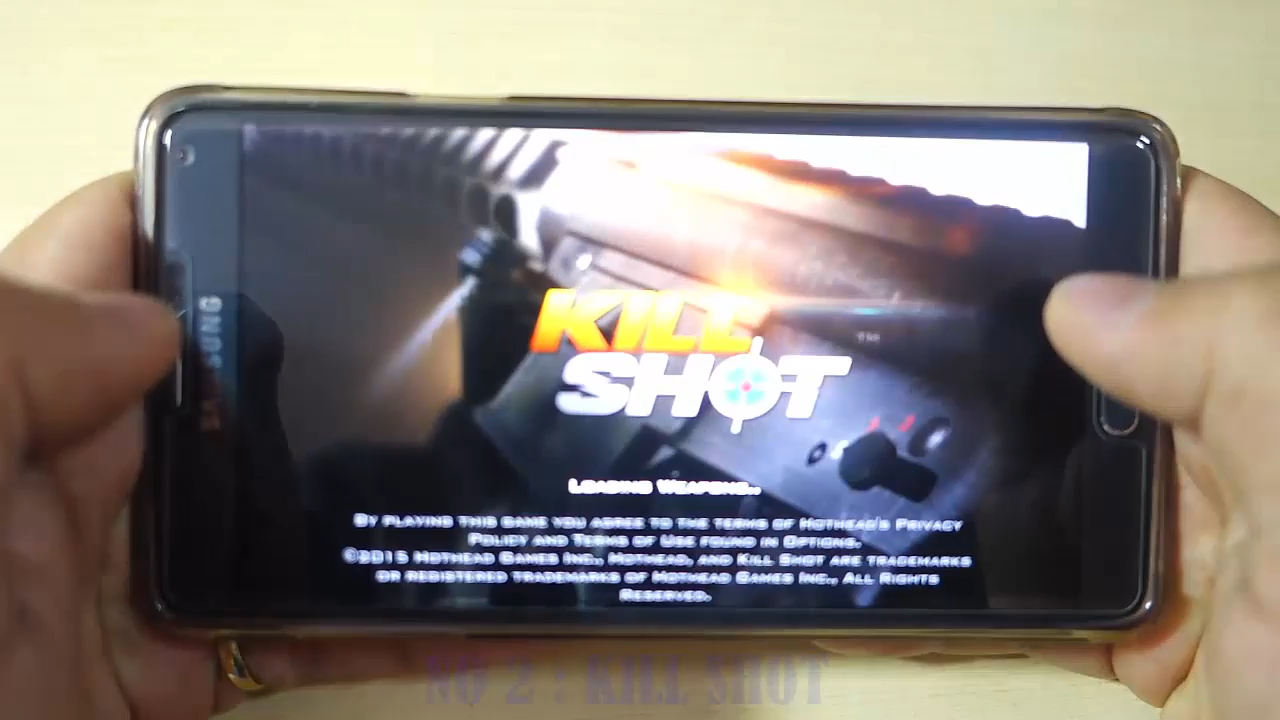 KILL
SHOT
TM
LOADING WEAPONS..
BY PLAYING THIS GAME YOU AGREE TO THE TERMS OF HOTHEAD'S PRIVACY
POLICY AND TERMS OF USE FOUND IN OPTIONS.
©2015 HOTHEAD GAMES INC., HOTHEAD, AND KILL SHOT ARE TRADEMARKS
OR REGISTERED TRADEMARKS OF HOTHEAD GAMES INC., ALL RIGHTS
RESERVED.
NO 2 : KILL SHOT